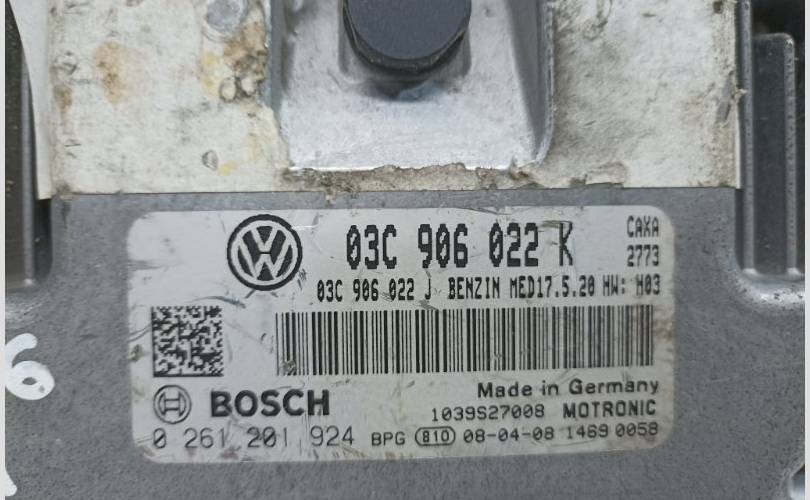 03C 906 022 K CAXA
2773
03C 906 022 J BENZIN MED17.5.20 HW: H03
Made in Germany
BOSCH 1039S27008 MOTRONIC
0 261 201 924 BPG 810 08-04-08 1469 0058
6